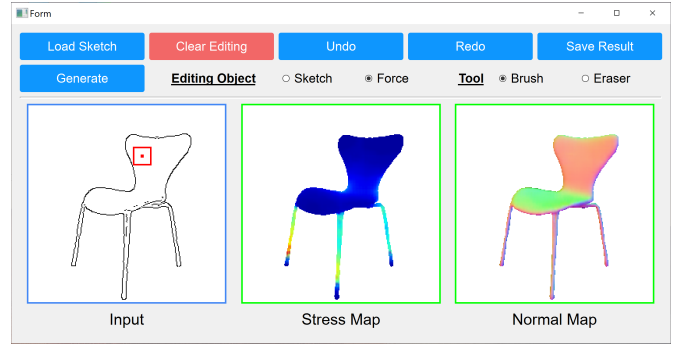 Form
Load Sketch Clear Editing Undo Redo Save Result
Generate Editing Object Sketch Force Tool Brush Eraser
Input Stress Map Normal Map